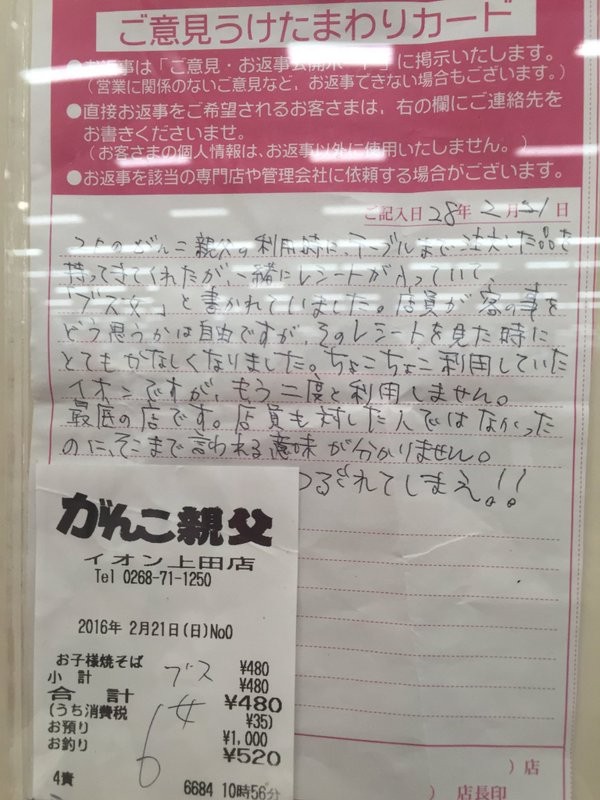 ご意見うけたまわりカード
●お返事は「ご意見・お返事公開ボード」に掲示いたします。
(営業に関係のないご意見など、お返事できない場合もございます。)
●直接お返事をご希望されるお客さまは、右の欄にご連絡先を
お書きくださいませ。
(お客さまの個人情報は、お返事以外に使用いたしません。)
●お返事を該当の専門店や管理会社に依頼する場合がございます。
ご記入日28年2月21日
のがんこ親父の利用時に、テーブルまで注文した品を
持ってきてくれたが、一緒にレシートが入っていて、
「ブス女」と書かれていました。店員が客の事を
どう思うかは自由ですが、そのレシートを見た時に
とてもかなしくなりました。ちょこちょこ利用していた
イオンですが、もう二度と利用しません。
最底の店です。店員も対した人ではなかった
のに、そこまで言われる意味が分かりません。
つぶされてしまえ!!
がんこ親父
イオン上田店
Tel 0268-71-1250
2016年 2月21日(日)No0
お子様焼そば ¥480
小 計 ¥480
合 計 ¥480
(うち消費税 ¥35)
お預り ¥1,000
お釣り ¥520
ブス
女
6
4責 6684 10時56分
)店
)店長印